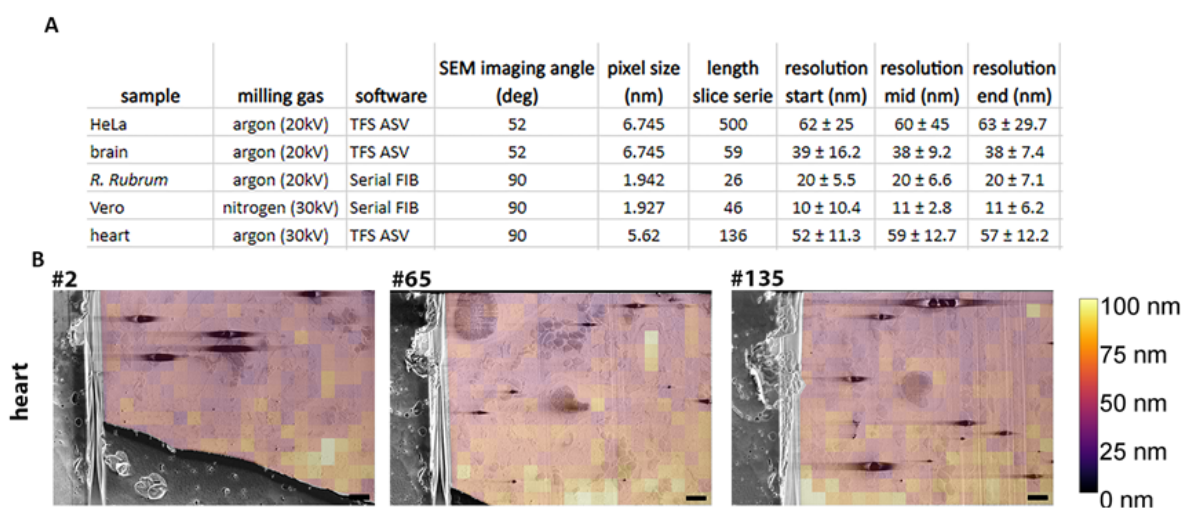 A
sample milling gas software SEM imaging angle (deg) pixel size (nm) length slice serie resolution start (nm) resolution mid (nm) resolution end (nm)
HeLa argon (20kV) TFS ASV 52 6.745 500 62 ± 25 60 ± 45 63 ± 29.7
brain argon (20kV) TFS ASV 52 6.745 59 39 ± 16.2 38 ± 9.2 38 ± 7.4
R. Rubrum argon (20kV) Serial FIB 90 1.942 26 20 ± 5.5 20 ± 6.6 20 ± 7.1
Vero nitrogen (30kV) Serial FIB 90 1.927 46 10 ± 10.4 11 ± 2.8 11 ± 6.2
heart argon (30kV) TFS ASV 90 5.62 136 52 ± 11.3 59 ± 12.7 57 ± 12.2
B
#2 #65 #135
heart
100 nm
75 nm
50 nm
25 nm
0 nm